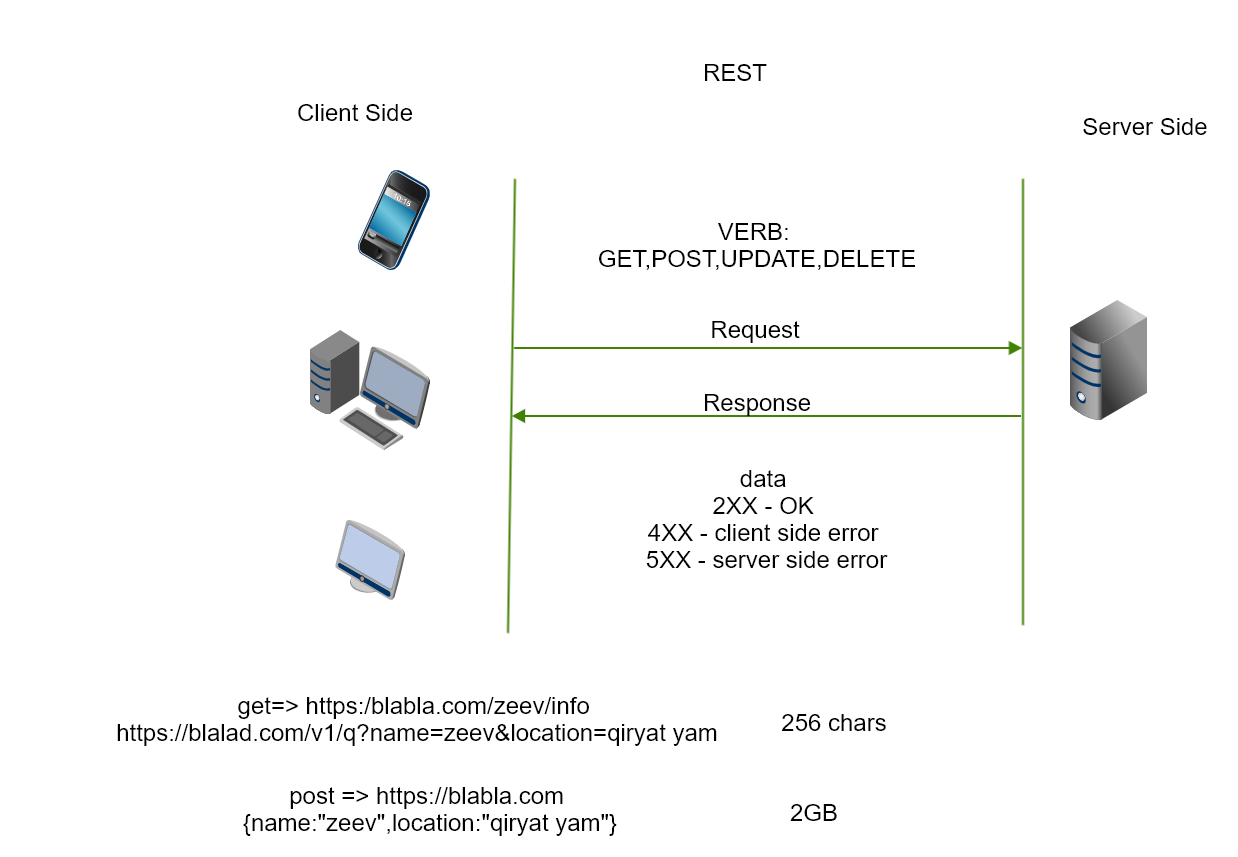 REST
Client Side
Server Side
10:15
VERB:
GET,POST,UPDATE,DELETE
Request
Response
data
2XX - OK
4XX - client side error
5XX - server side error
get=> https:/blabla.com/zeev/info
https://blalad.com/v1/q?name=zeev&location=qiryat yam
256 chars
post => https://blabla.com
{name:"zeev",location:"qiryat yam"}
2GB